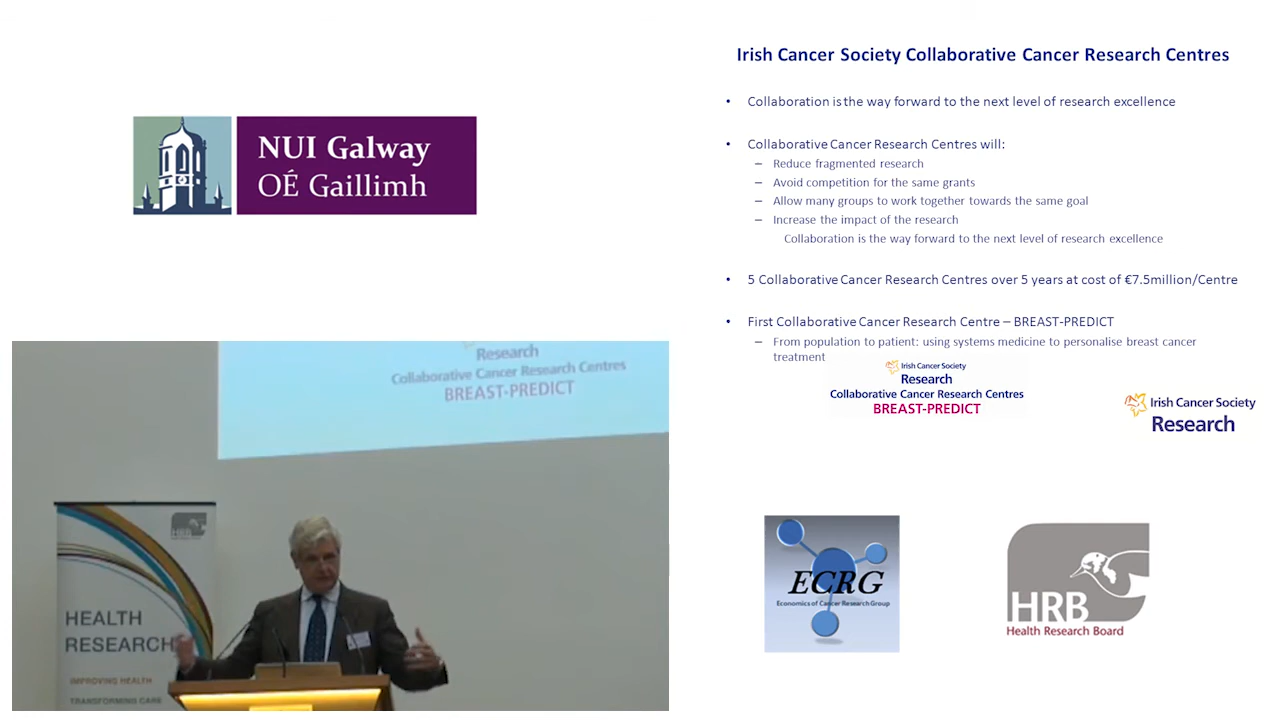 NUI Galway
OÉ Gaillimh
Irish Cancer Society Collaborative Cancer Research Centres
• Collaboration is the way forward to the next level of research excellence
• Collaborative Cancer Research Centres will:
– Reduce fragmented research
– Avoid competition for the same grants
– Allow many groups to work together towards the same goal
– Increase the impact of the research
Collaboration is the way forward to the next level of research excellence
• 5 Collaborative Cancer Research Centres over 5 years at cost of €7.5million/Centre
• First Collaborative Cancer Research Centre – BREAST-PREDICT
– From population to patient: using systems medicine to personalise breast cancer
treatment
Irish Cancer Society
Research
Collaborative Cancer Research Centres
BREAST-PREDICT
Irish Cancer Society
Research
Research
Collaborative Cancer Research Centres
BREAST-PREDICT
HRB
HEALTH
RESEARCH
IMPROVING HEALTH
TRANSFORMING CARE
ECRG
Economics of Cancer Research Group
HRB
Health Research Board